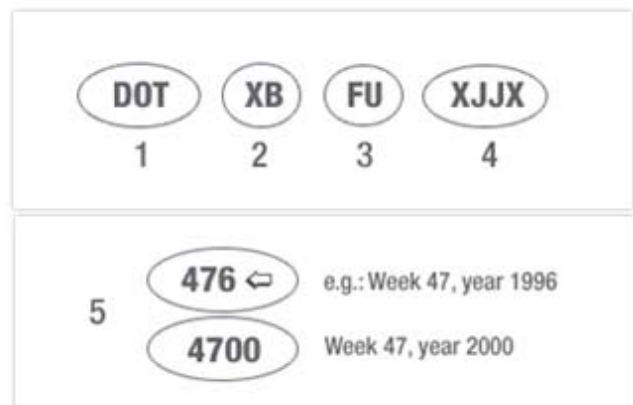 DOT XB FU XJJX
1 2 3 4
476 ⇦ e.g.: Week 47, year 1996
5
4700 Week 47, year 2000